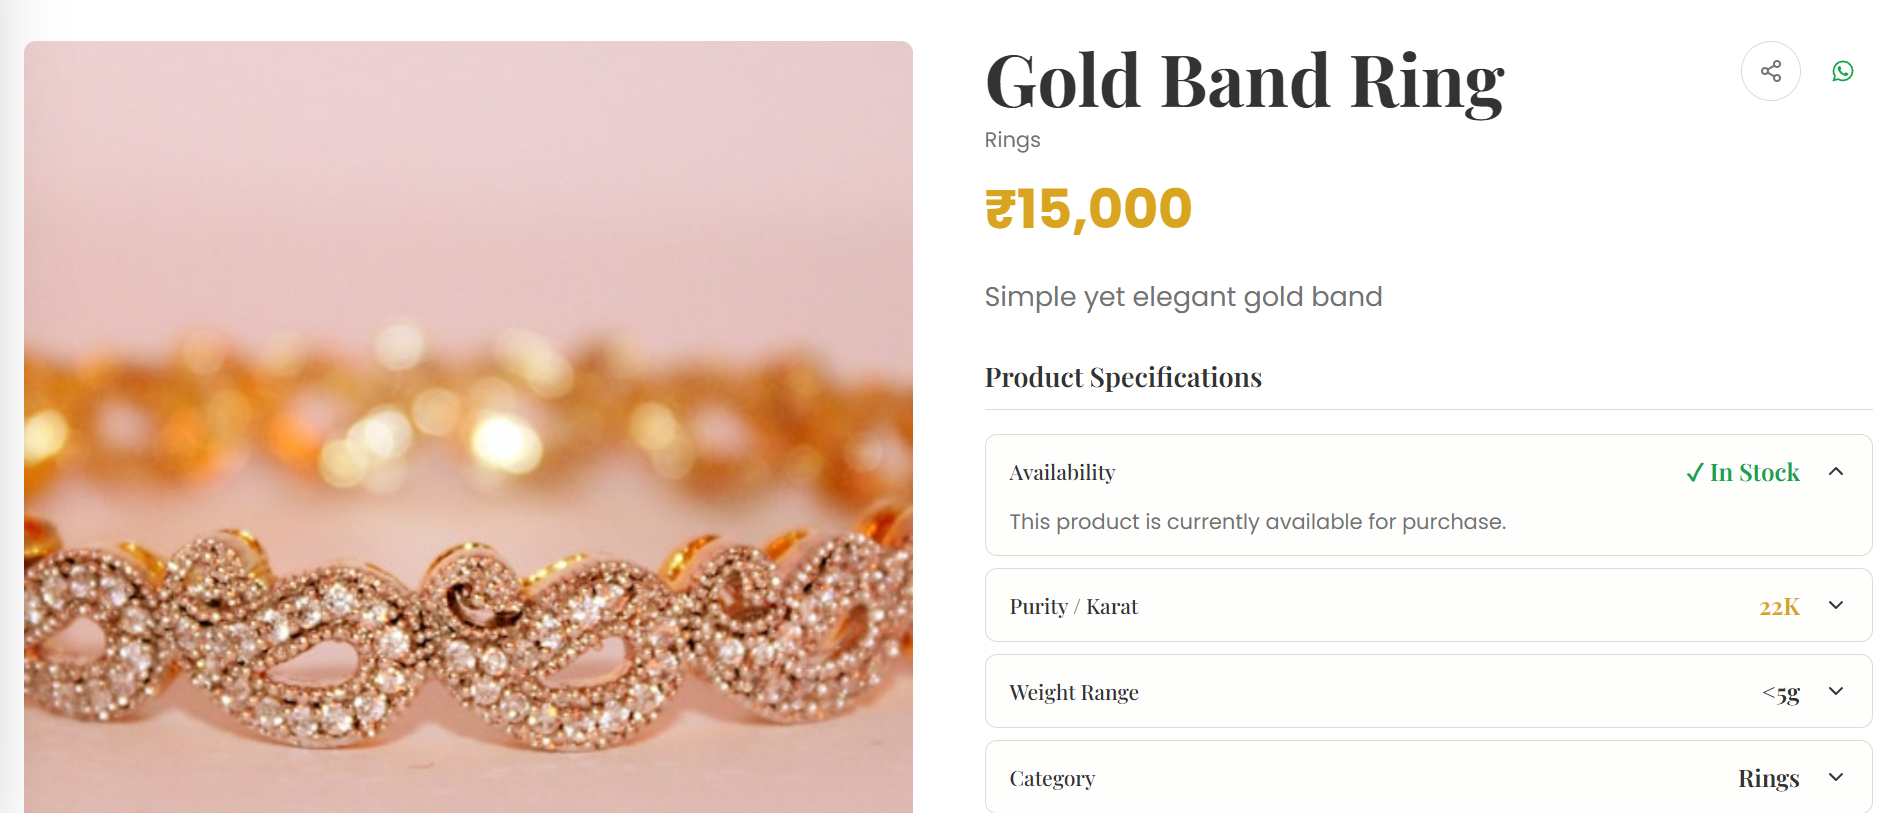 Gold Band Ring
Rings
₹15,000
Simple yet elegant gold band
Product Specifications
Availability ✓ In Stock
This product is currently available for purchase.
Purity / Karat 22K
Weight Range <5g
Category Rings